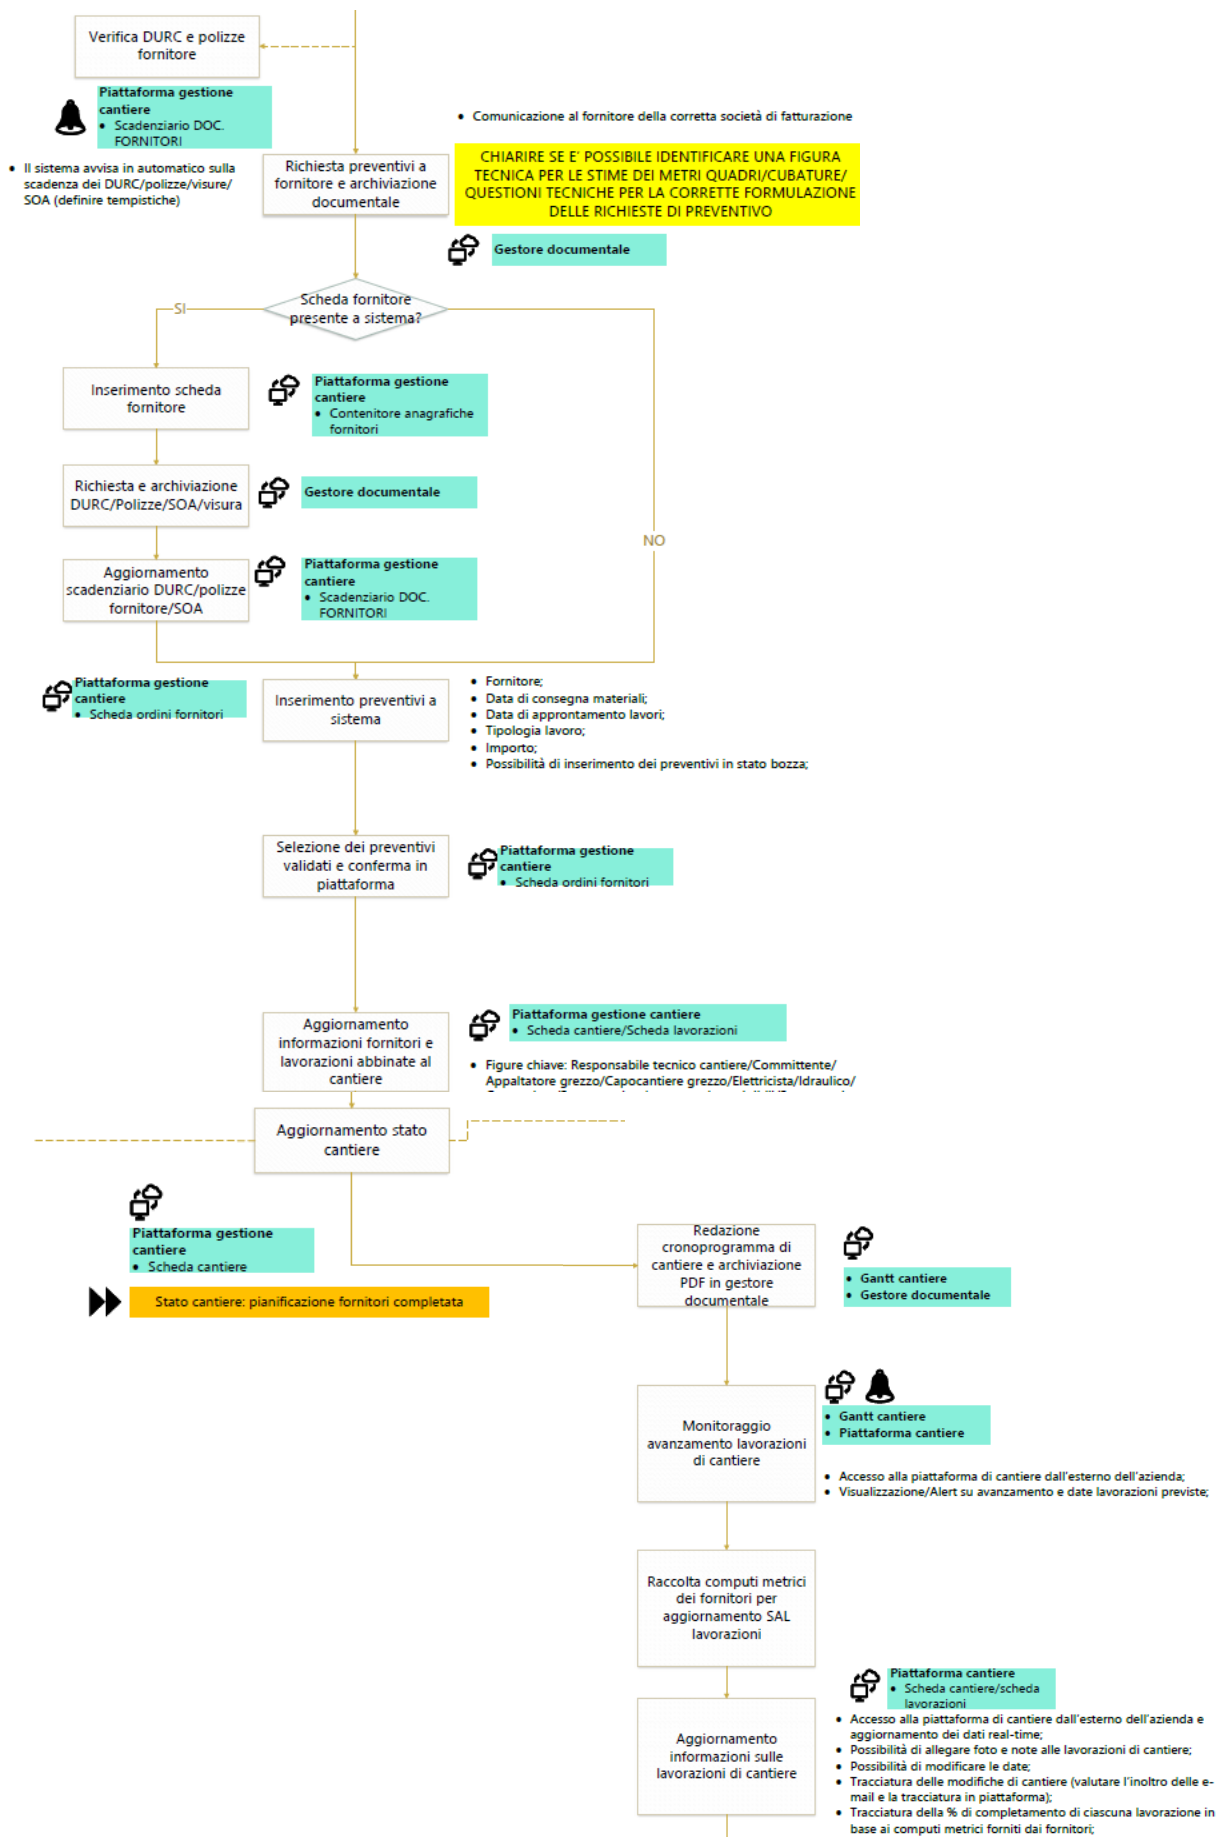 Verifica DURC e polizze
fornitore
Piattaforma gestione
cantiere
• Scadenziario DOC.
FORNITORI
• Il sistema avvisa in automatico sulla
scadenza dei DURC/polizze/visure/
SOA (definire tempistiche)
• Comunicazione al fornitore della corretta società di fatturazione
Richiesta preventivi a
fornitore e archiviazione
documentale
CHIARIRE SE E' POSSIBILE IDENTIFICARE UNA FIGURA
TECNICA PER LE STIME DEI METRI QUADRI/CUBATURE/
QUESTIONI TECNICHE PER LA CORRETTE FORMULAZIONE
DELLE RICHIESTE DI PREVENTIVO
Gestore documentale
Scheda fornitore
presente a sistema?
SI
NO
Inserimento scheda
fornitore
Piattaforma gestione
cantiere
• Contenitore anagrafiche
fornitori
Richiesta e archiviazione
DURC/Polizze/SOA/visura
Gestore documentale
Aggiornamento
scadenziario DURC/polizze
fornitore/SOA
Piattaforma gestione
cantiere
• Scadenziario DOC.
FORNITORI
Piattaforma gestione
cantiere
• Scheda ordini fornitori
Inserimento preventivi a
sistema
• Fornitore;
• Data di consegna materiali;
• Data di approntamento lavori;
• Tipologia lavoro;
• Importo;
• Possibilità di inserimento dei preventivi in stato bozza;
Selezione dei preventivi
validati e conferma in
piattaforma
Piattaforma gestione
cantiere
• Scheda ordini fornitori
Aggiornamento
informazioni fornitori e
lavorazioni abbinate al
cantiere
Piattaforma gestione cantiere
• Scheda cantiere/Scheda lavorazioni
• Figure chiave: Responsabile tecnico cantiere/Committente/
Appaltatore grezzo/Capocantiere grezzo/Elettricista/Idraulico/
Aggiornamento stato
cantiere
Piattaforma gestione
cantiere
• Scheda cantiere
Stato cantiere: pianificazione fornitori completata
Redazione
cronoprogramma di
cantiere e archiviazione
PDF in gestore
documentale
• Gantt cantiere
• Gestore documentale
Monitoraggio
avanzamento lavorazioni
di cantiere
• Gantt cantiere
• Piattaforma cantiere
• Accesso alla piattaforma di cantiere dall'esterno dell'azienda;
• Visualizzazione/Alert su avanzamento e date lavorazioni previste;
Raccolta computi metrici
dei fornitori per
aggiornamento SAL
lavorazioni
Piattaforma cantiere
• Scheda cantiere/scheda
lavorazioni
Aggiornamento
informazioni sulle
lavorazioni di cantiere
• Accesso alla piattaforma di cantiere dall'esterno dell'azienda e
aggiornamento dei dati real-time;
• Possibilità di allegare foto e note alle lavorazioni di cantiere;
• Possibilità di modificare le date;
• Tracciatura delle modifiche di cantiere (valutare l'inoltro delle e-
mail e la tracciatura in piattaforma);
• Tracciatura della % di completamento di ciascuna lavorazione in
base ai computi metrici forniti dai fornitori;